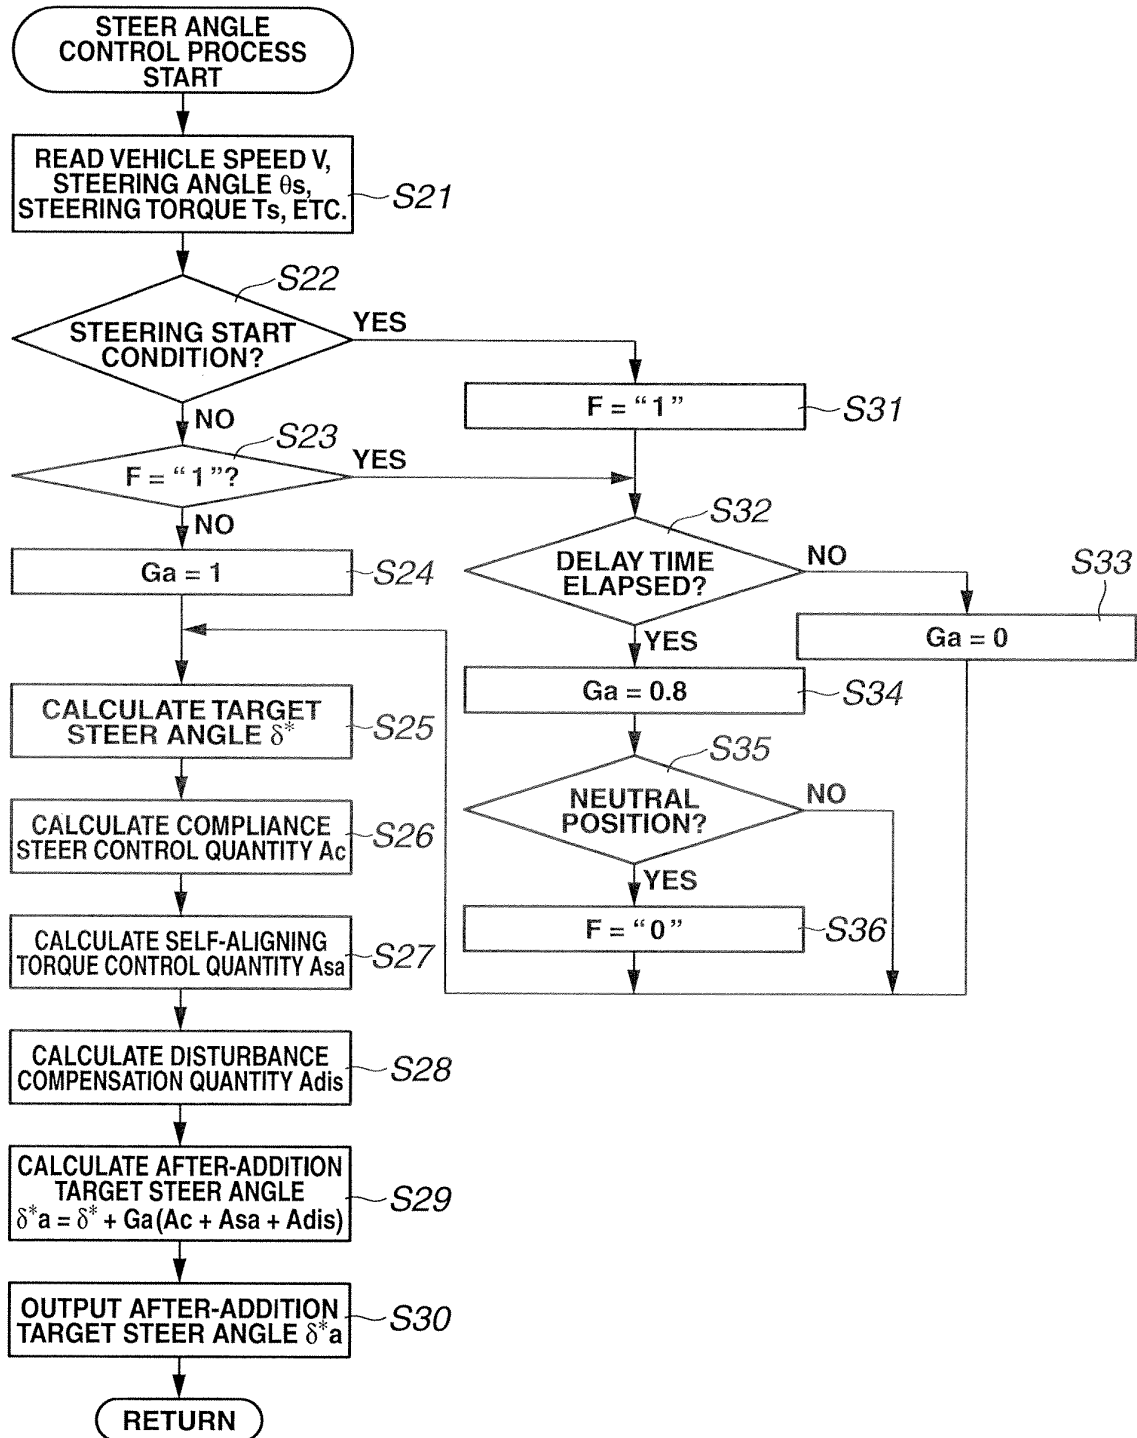 STEER ANGLE
CONTROL PROCESS
START
READ VEHICLE SPEED V,
STEERING ANGLE θs,
STEERING TORQUE Ts, ETC.
S21
S22
STEERING START
CONDITION?
YES
NO
F = “1”
S31
S23
F = “1”?
YES
NO
S32
DELAY TIME
ELAPSED?
NO
YES
S33
Ga = 0
Ga = 1
S24
Ga = 0.8
S34
CALCULATE TARGET
STEER ANGLE δ*
S25
S35
NEUTRAL
POSITION?
NO
YES
CALCULATE COMPLIANCE
STEER CONTROL QUANTITY Ac
S26
F = “0”
S36
CALCULATE SELF-ALIGNING
TORQUE CONTROL QUANTITY Asa
S27
CALCULATE DISTURBANCE
COMPENSATION QUANTITY Adis
S28
CALCULATE AFTER-ADDITION
TARGET STEER ANGLE
δ*a = δ* + Ga(Ac + Asa + Adis)
S29
OUTPUT AFTER-ADDITION
TARGET STEER ANGLE δ*a
S30
RETURN